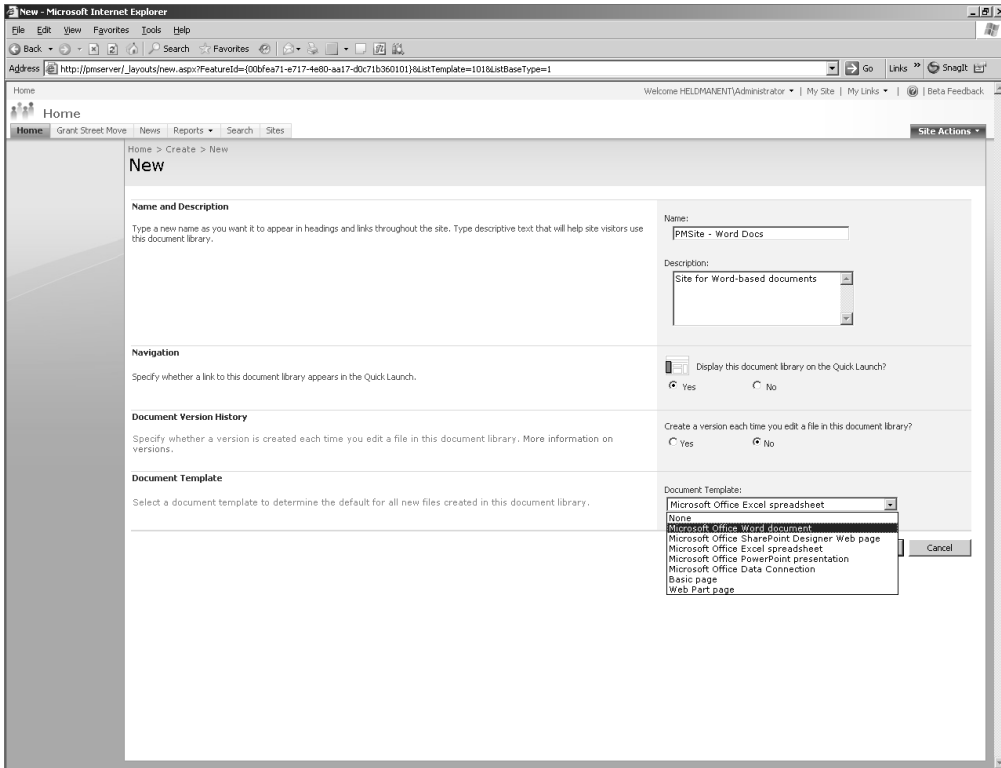 New - Microsoft Internet Explorer
File Edit View Favorites Tools Help
Back Search Favorites
Address http://pmserver/_layouts/new.aspx?FeatureId={00bfea71-e717-4e80-aa17-d0c71b360101}&ListTemplate=101&ListBaseType=1 Go Links » SnagIt
Home Welcome HELDMANENT\Administrator | My Site | My Links | Beta Feedback
Home
Home Grant Street Move News Reports Search Sites Site Actions
Home > Create > New
New
Name and Description
Type a new name as you want it to appear in headings and links throughout the site. Type descriptive text that will help site visitors use
this document library.
Name:
PMSite - Word Docs
Description:
Site for Word-based documents
Navigation
Specify whether a link to this document library appears in the Quick Launch.
Display this document library on the Quick Launch?
Yes No
Document Version History
Specify whether a version is created each time you edit a file in this document library. More information on
versions.
Create a version each time you edit a file in this document library?
Yes No
Document Template
Select a document template to determine the default for all new files created in this document library.
Document Template:
Microsoft Office Excel spreadsheet
None
Microsoft Office Word document
Microsoft Office SharePoint Designer Web page
Microsoft Office Excel spreadsheet
Microsoft Office PowerPoint presentation
Microsoft Office Data Connection
Basic page
Web Part page
Cancel